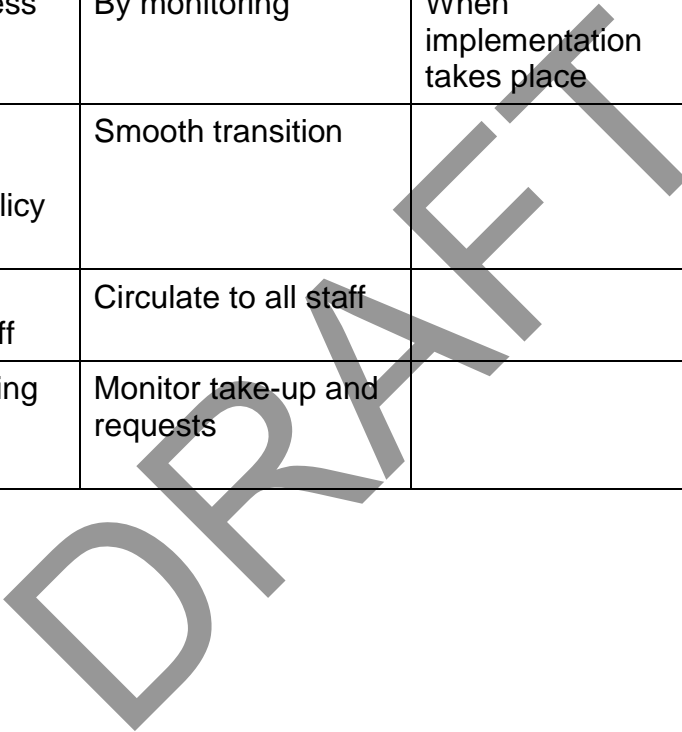 ess
By monitoring
When
implementation
takes place
licy
Smooth transition
ff
Circulate to all staff
ing
Monitor take-up and
requests
DRAFT